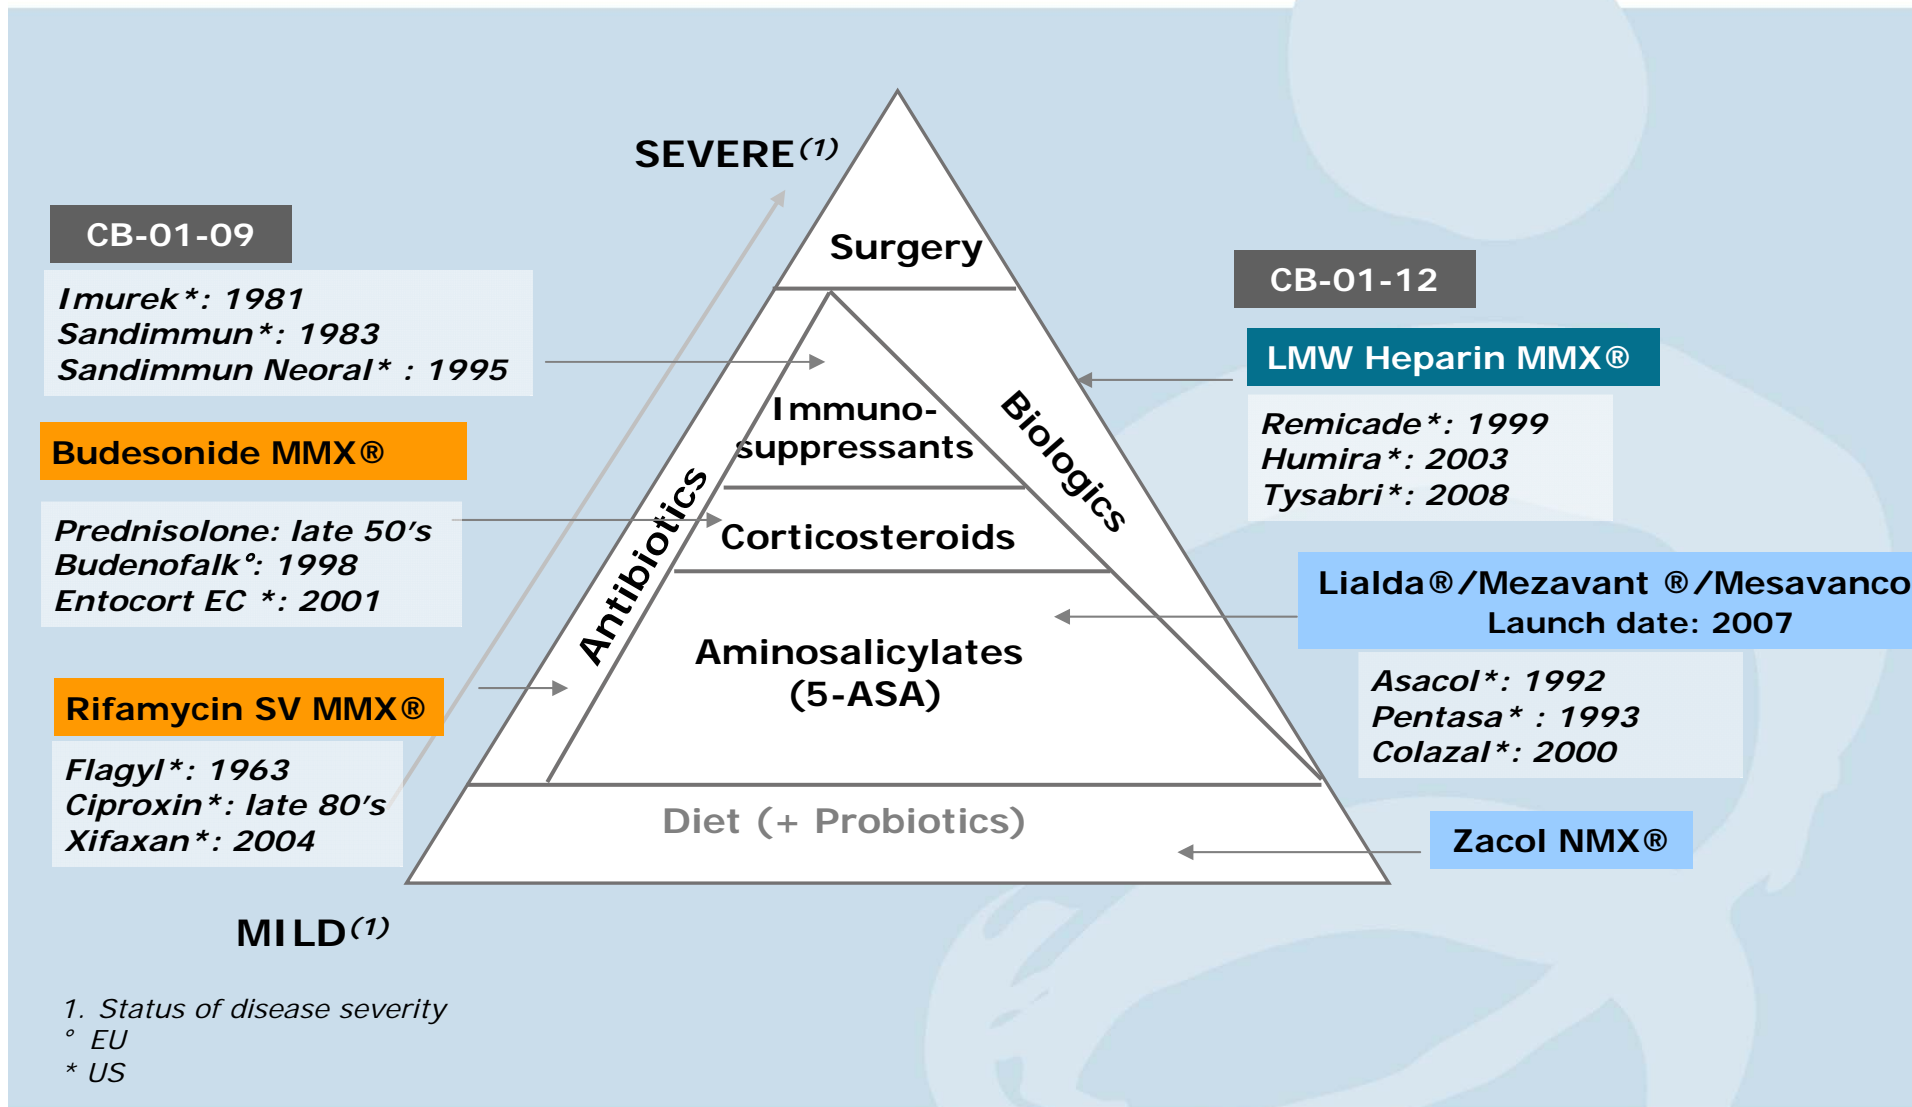 SEVERE(1)
CB-01-09
Imurek*: 1981
Sandimmun*: 1983
Sandimmun Neoral* : 1995
Budesonide MMX®
Prednisolone: late 50's
Budenofalk°: 1998
Entocort EC *: 2001
Rifamycin SV MMX®
Flagyl*: 1963
Ciproxin*: late 80's
Xifaxan*: 2004
Surgery
Immuno-
suppressants
Corticosteroids
Aminosalicylates
(5-ASA)
Antibiotics
Biologics
Diet (+ Probiotics)
CB-01-12
LMW Heparin MMX®
Remicade*: 1999
Humira*: 2003
Tysabri*: 2008
Lialda®/Mezavant ®/Mesavanco
Launch date: 2007
Asacol*: 1992
Pentasa* : 1993
Colazal*: 2000
Zacol NMX®
MILD(1)
1. Status of disease severity
° EU
* US